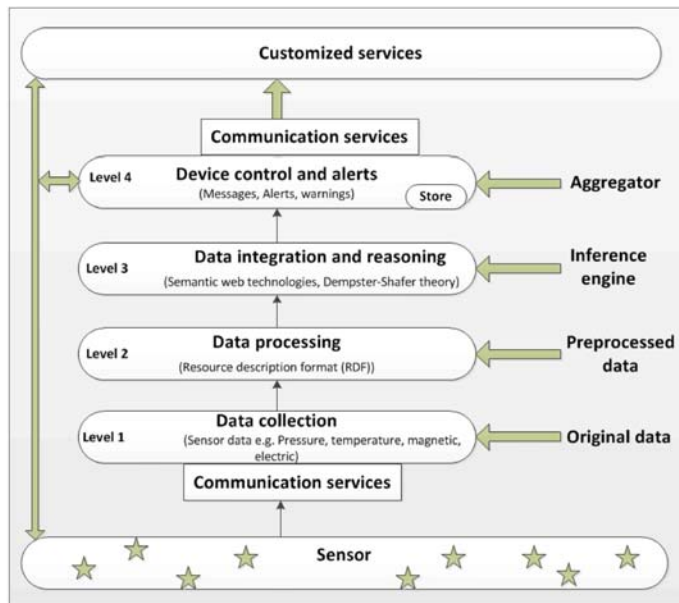 Customized services
Communication services
Level 4
Device control and alerts
(Messages, Alerts, warnings)
Store
Aggregator
Level 3
Data integration and reasoning
(Semantic web technologies, Dempster-Shafer theory)
Inference
engine
Level 2
Data processing
(Resource description format (RDF))
Preprocessed
data
Level 1
Data collection
(Sensor data e.g. Pressure, temperature, magnetic,
electric)
Original data
Communication services
Sensor